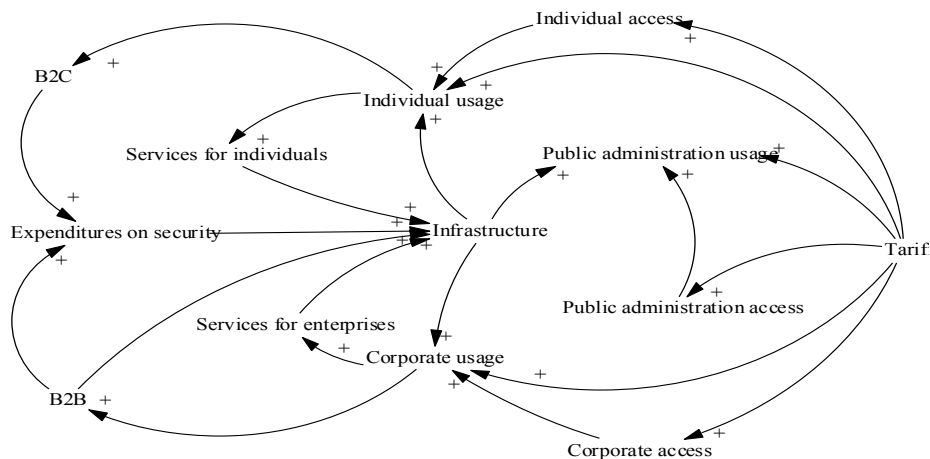 Individual access
+
B2C
+
+
+
Individual usage
+
+
Services for individuals
Public administration usage
+
+
+
+
+
Expenditures on security
+
Infrastructure
+
+
+
Tarif
+
Public administration access
Services for enterprises
+
+
Corporate usage
+
+
B2B
+
Corporate access
+